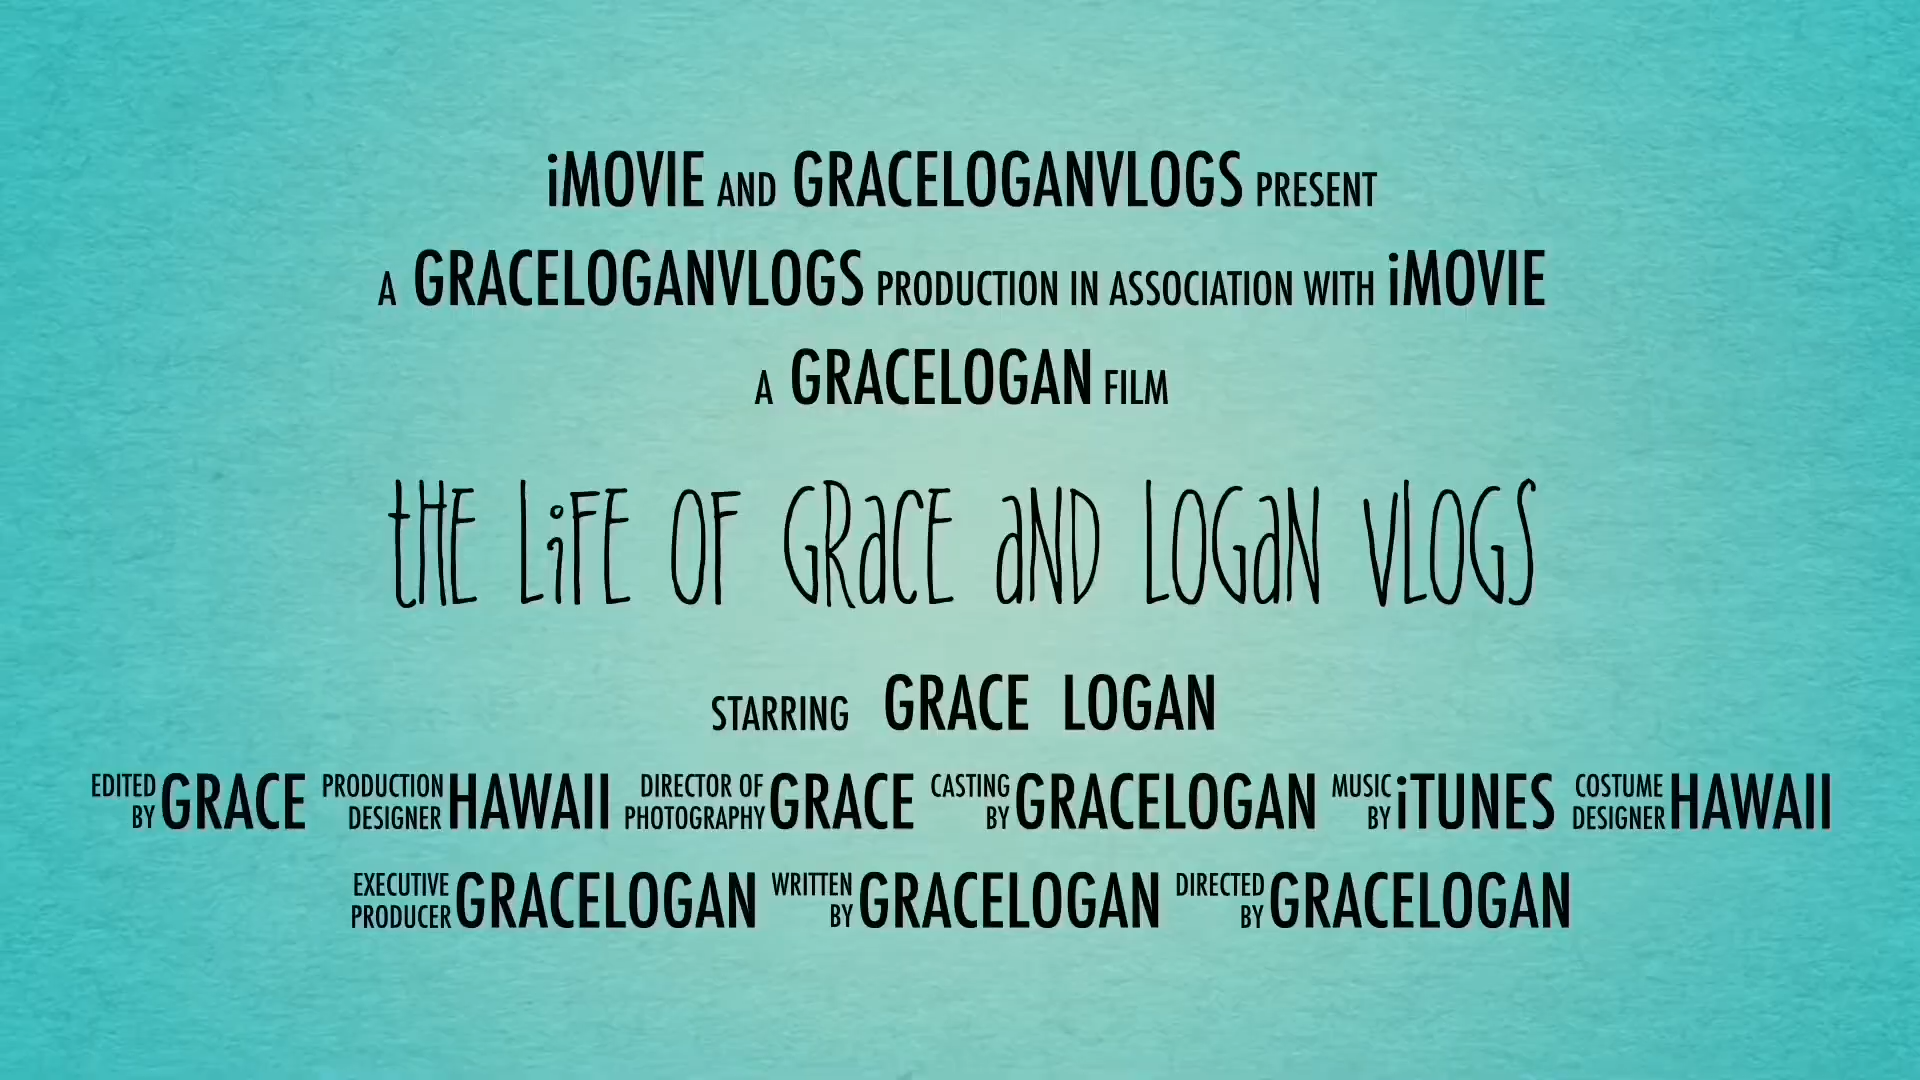 iMOVIE AND GRACELOGANVLOGS PRESENT
A GRACELOGANVLOGS PRODUCTION IN ASSOCIATION WITH iMOVIE
A GRACELOGAN FILM
tHE LiFE OF GRaCE aND LOGaN VLOGS
STARRING GRACE LOGAN
EDITED BY GRACE PRODUCTION DESIGNER HAWAII DIRECTOR OF PHOTOGRAPHY GRACE CASTING BY GRACELOGAN MUSIC BY iTUNES COSTUME DESIGNER HAWAII
EXECUTIVE PRODUCER GRACELOGAN WRITTEN BY GRACELOGAN DIRECTED BY GRACELOGAN